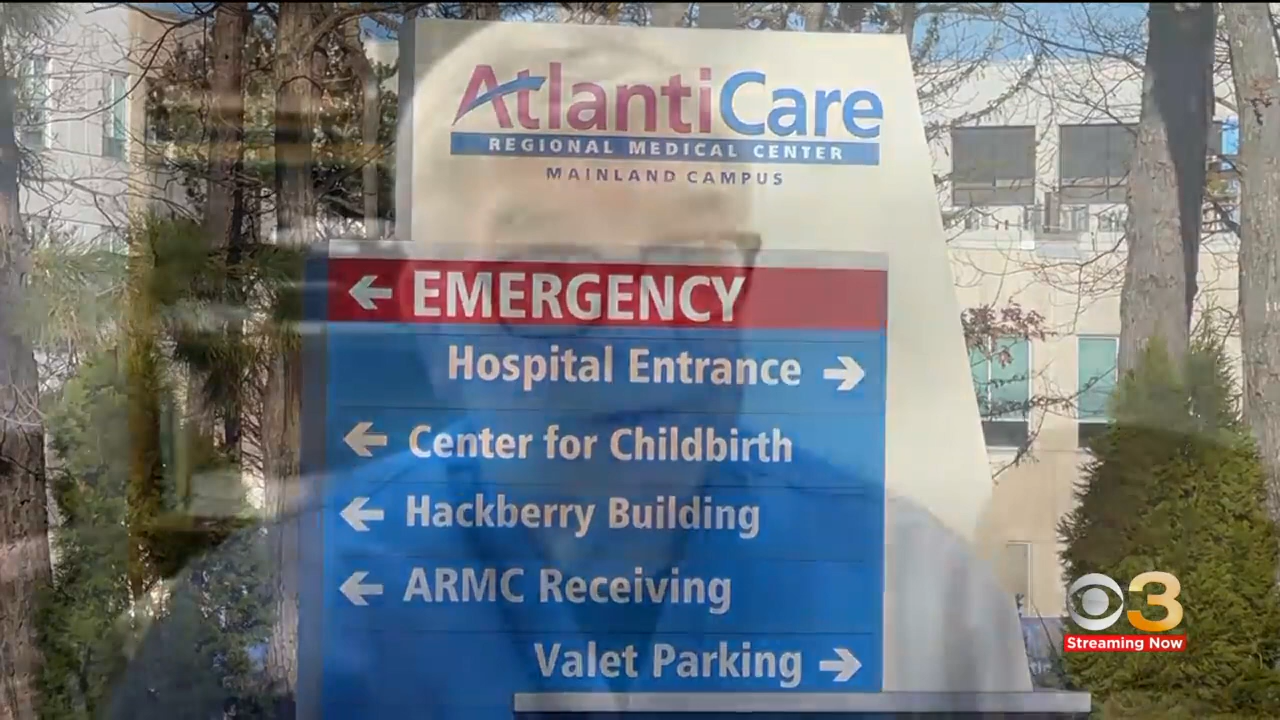 AtlantiCare
REGIONAL MEDICAL CENTER
MAINLAND CAMPUS
EMERGENCY
Hospital Entrance
Center for Childbirth
Hackberry Building
ARMC Receiving
Valet Parking
3
Streaming Now